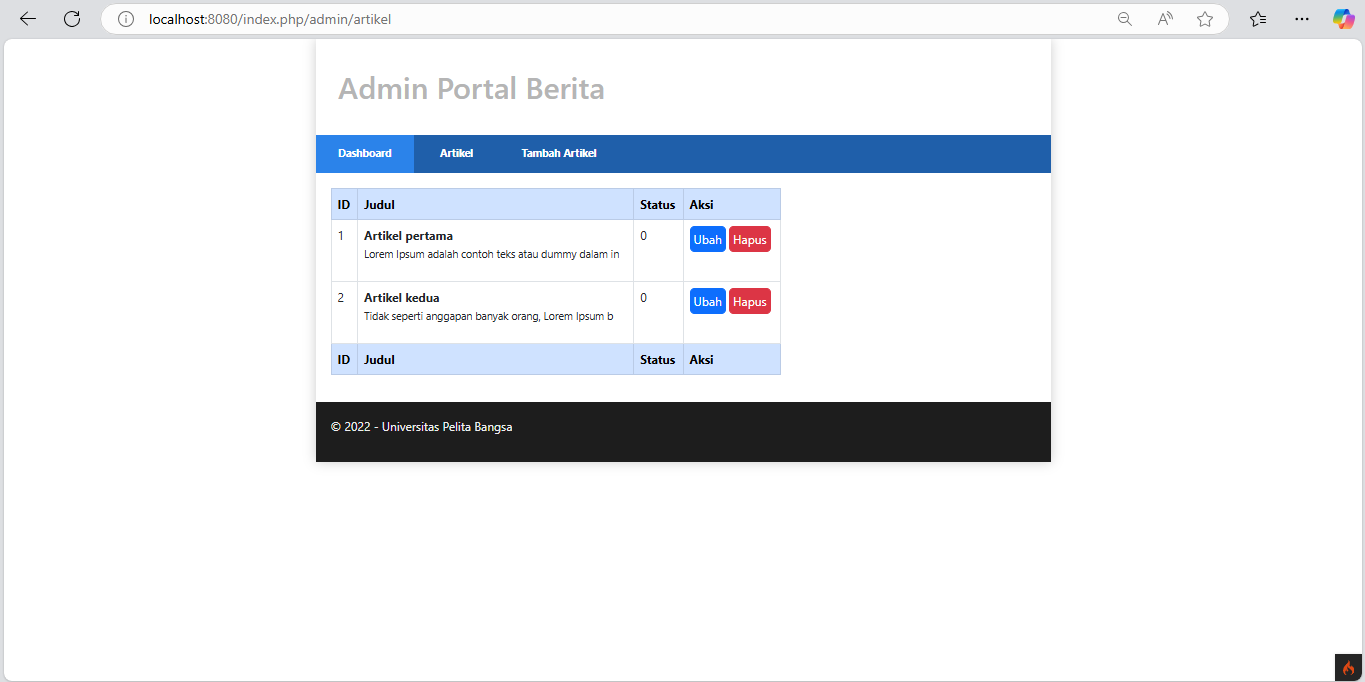 localhost:8080/index.php/admin/artikel
Admin Portal Berita
Dashboard Artikel Tambah Artikel
ID Judul Status Aksi
1 Artikel pertama 0 Ubah Hapus
Lorem Ipsum adalah contoh teks atau dummy dalam in
2 Artikel kedua 0 Ubah Hapus
Tidak seperti anggapan banyak orang, Lorem Ipsum b
ID Judul Status Aksi
© 2022 - Universitas Pelita Bangsa